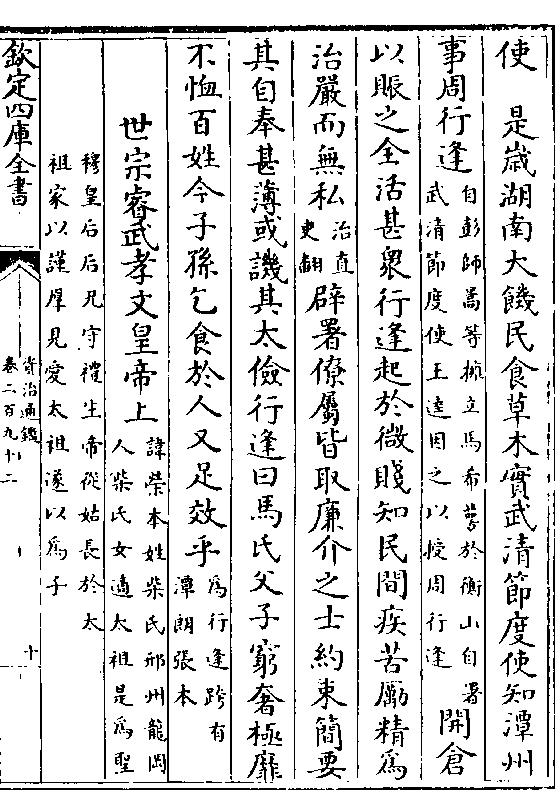 使　是歲湖南大饑民食草木實武清節度使知潭州
事周行逢自彭師暠等擁立馬希萼於衡山自署武清節度使王逵因之以授周行逢開倉
以賑之全活甚衆行逢起於微賤知民間疾苦勵精為
治嚴而無私治直吏翻辟署僚屬皆取廉介之士約束簡要
其自奉甚薄或譏其太儉行逢曰馬氏父子窮奢極靡
不恤百姓今子孫乞食於人又足效乎為行逢跨有潭朗張本
世宗睿武孝文皇帝上諱榮本姓柴氏邢州龍岡人柴氏女適太祖是為聖
穆皇后后兄守禮生帝從姑長於太
祖家以謹厚見愛太祖遂以為子
欽定四庫全書
資治通鑑
卷二百九十二
十